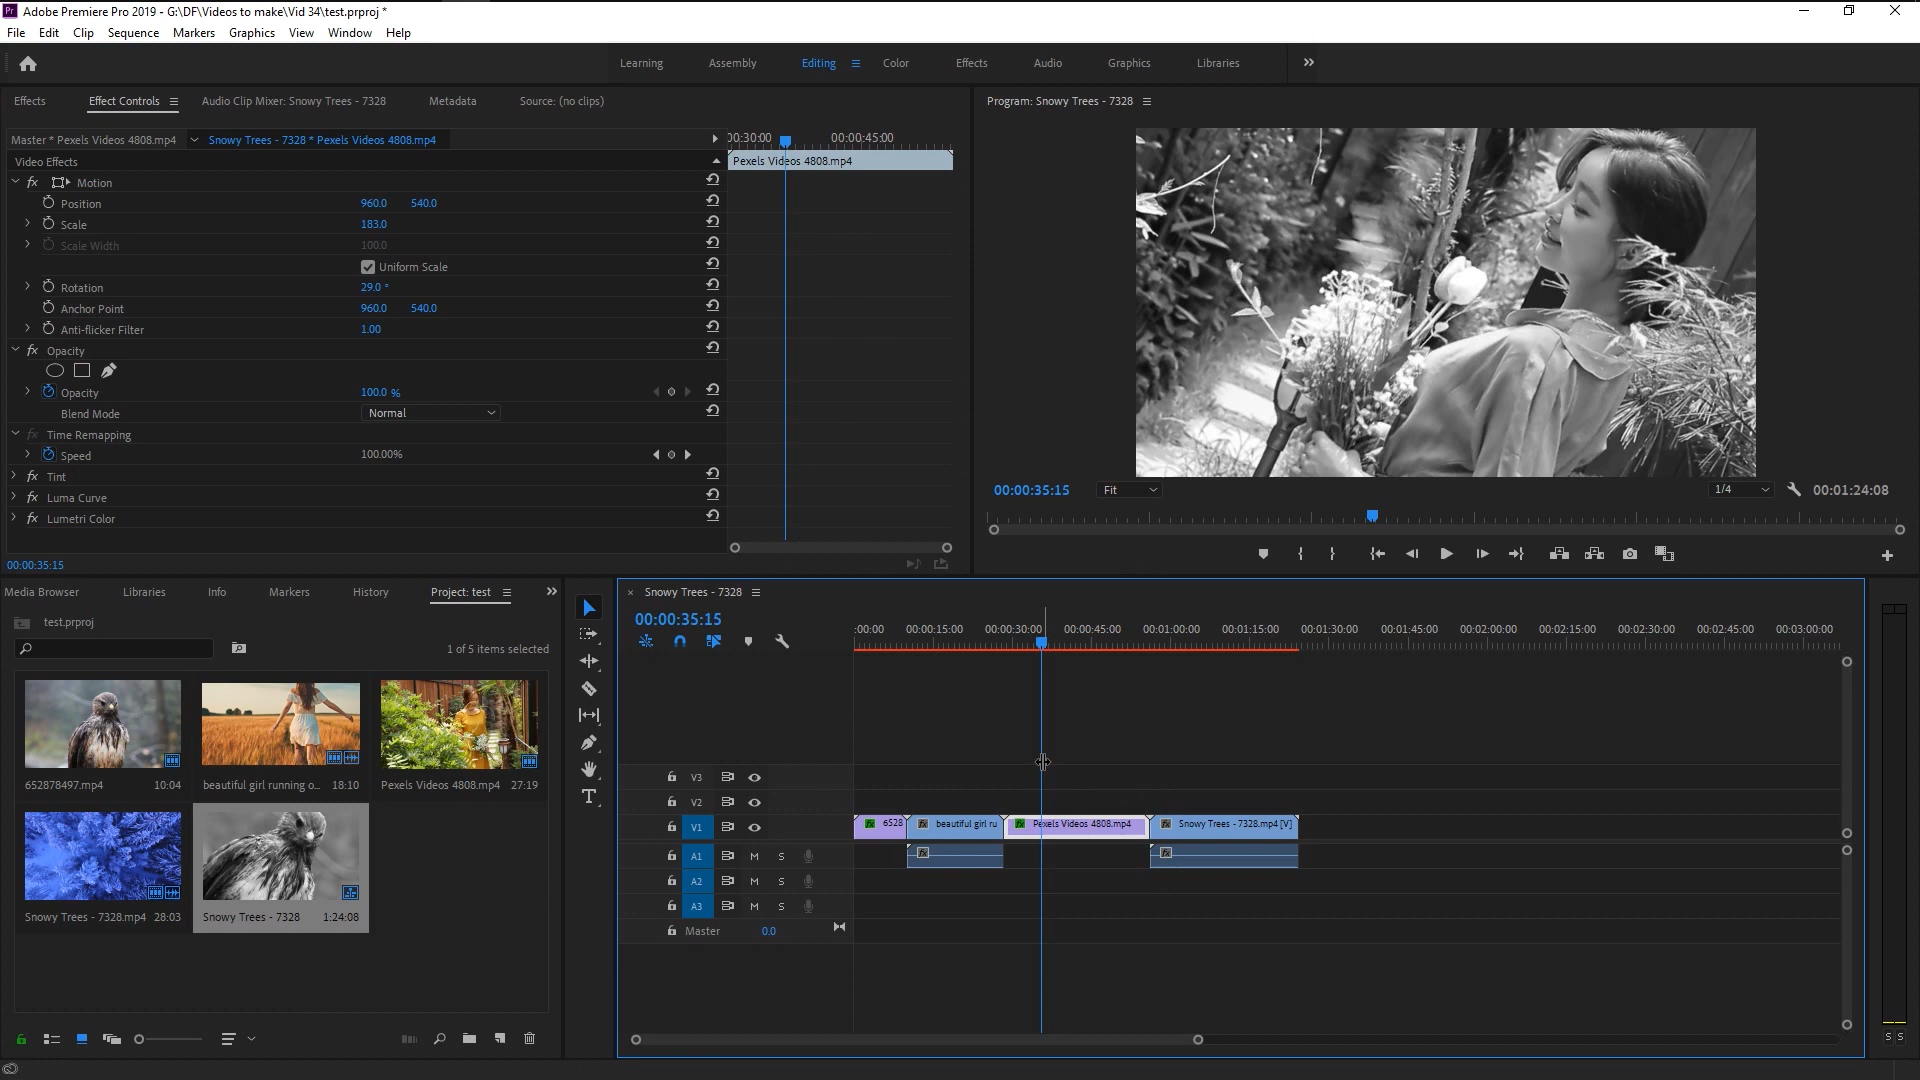 Pr Adobe Premiere Pro 2019 - G:\DF\Videos to make\Vid 34\test.prproj *
File Edit Clip Sequence Markers Graphics View Window Help
Learning Assembly Editing Color Effects Audio Graphics Libraries
Effects Effect Controls Audio Clip Mixer: Snowy Trees - 7328 Metadata Source: (no clips)
Program: Snowy Trees - 7328
Master * Pexels Videos 4808.mp4 Snowy Trees - 7328 * Pexels Videos 4808.mp4
00:30:00 00:00:45:00
Video Effects
Pexels Videos 4808.mp4
fx Motion
Position 960.0 540.0
Scale 183.0
Scale Width 100.0
Uniform Scale
Rotation 29.0 °
Anchor Point 960.0 540.0
Anti-flicker Filter 1.00
fx Opacity
Opacity 100.0 %
Blend Mode Normal
fx Time Remapping
Speed 100.00%
fx Tint
fx Luma Curve
fx Lumetri Color
00:00:35:15
00:00:35:15 Fit 1/4 00:01:24:08
Media Browser Libraries Info Markers History Project: test
test.prproj
1 of 5 items selected
652878497.mp4 10:04
beautiful girl running o... 18:10
Pexels Videos 4808.mp4 27:19
Snowy Trees - 7328.mp4 28:03
Snowy Trees - 7328 1:24:08
Snowy Trees - 7328
00:00:35:15
:00:00 00:00:15:00 00:00:30:00 00:00:45:00 00:01:00:00 00:01:15:00 00:01:30:00 00:01:45:00 00:02:00:00 00:02:15:00 00:02:30:00 00:02:45:00 00:03:00:00
V3
V2
V1 fx 6528 fx beautiful girl ru fx Pexels Videos 4808.mp4 fx Snowy Trees - 7328.mp4 [V]
A1 M S fx fx
A2 M S
A3 M S
Master 0.0
S S